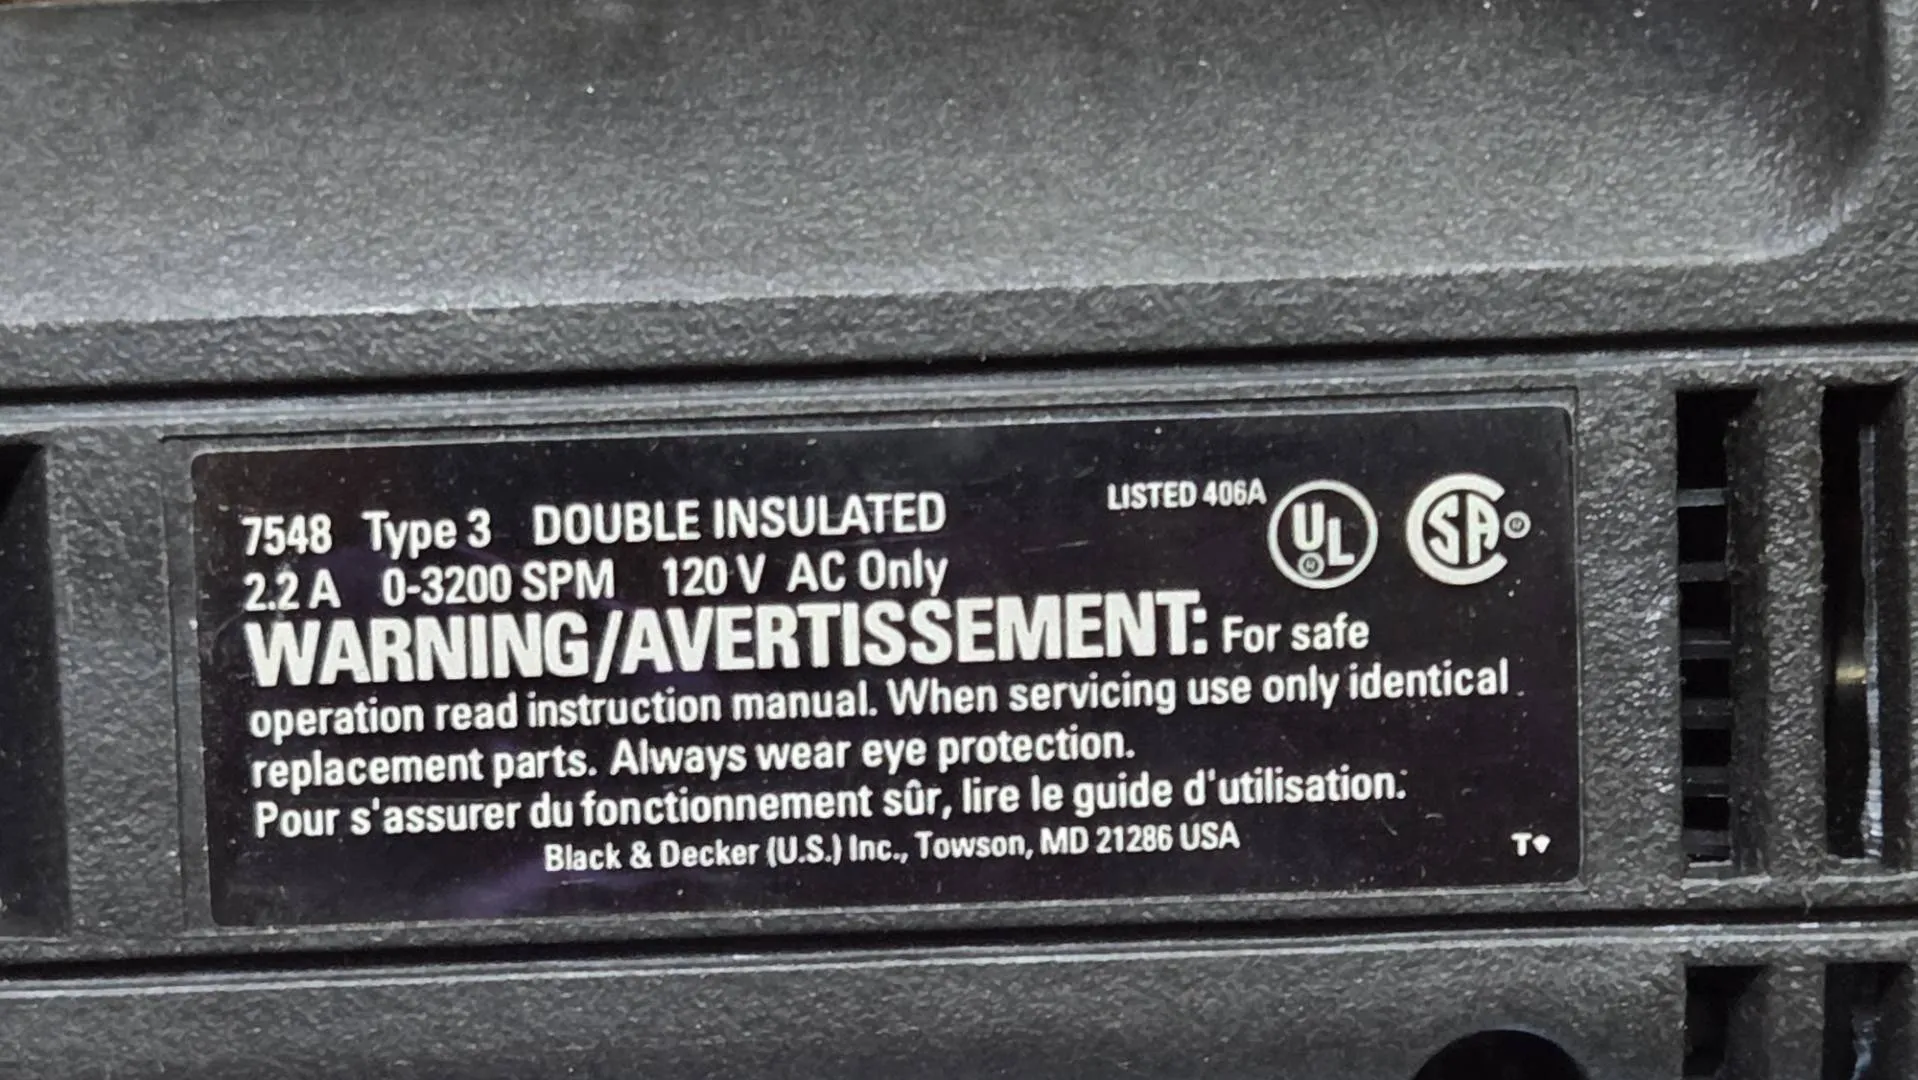 7548 Type 3 DOUBLE INSULATED
LISTED 406A UL ® SA ®
2.2 A 0-3200 SPM 120 V AC Only
WARNING/AVERTISSEMENT: For safe
operation read instruction manual. When servicing use only identical
replacement parts. Always wear eye protection.
Pour s'assurer du fonctionnement sûr, lire le guide d'utilisation.
Black & Decker (U.S.) Inc., Towson, MD 21286 USA
T